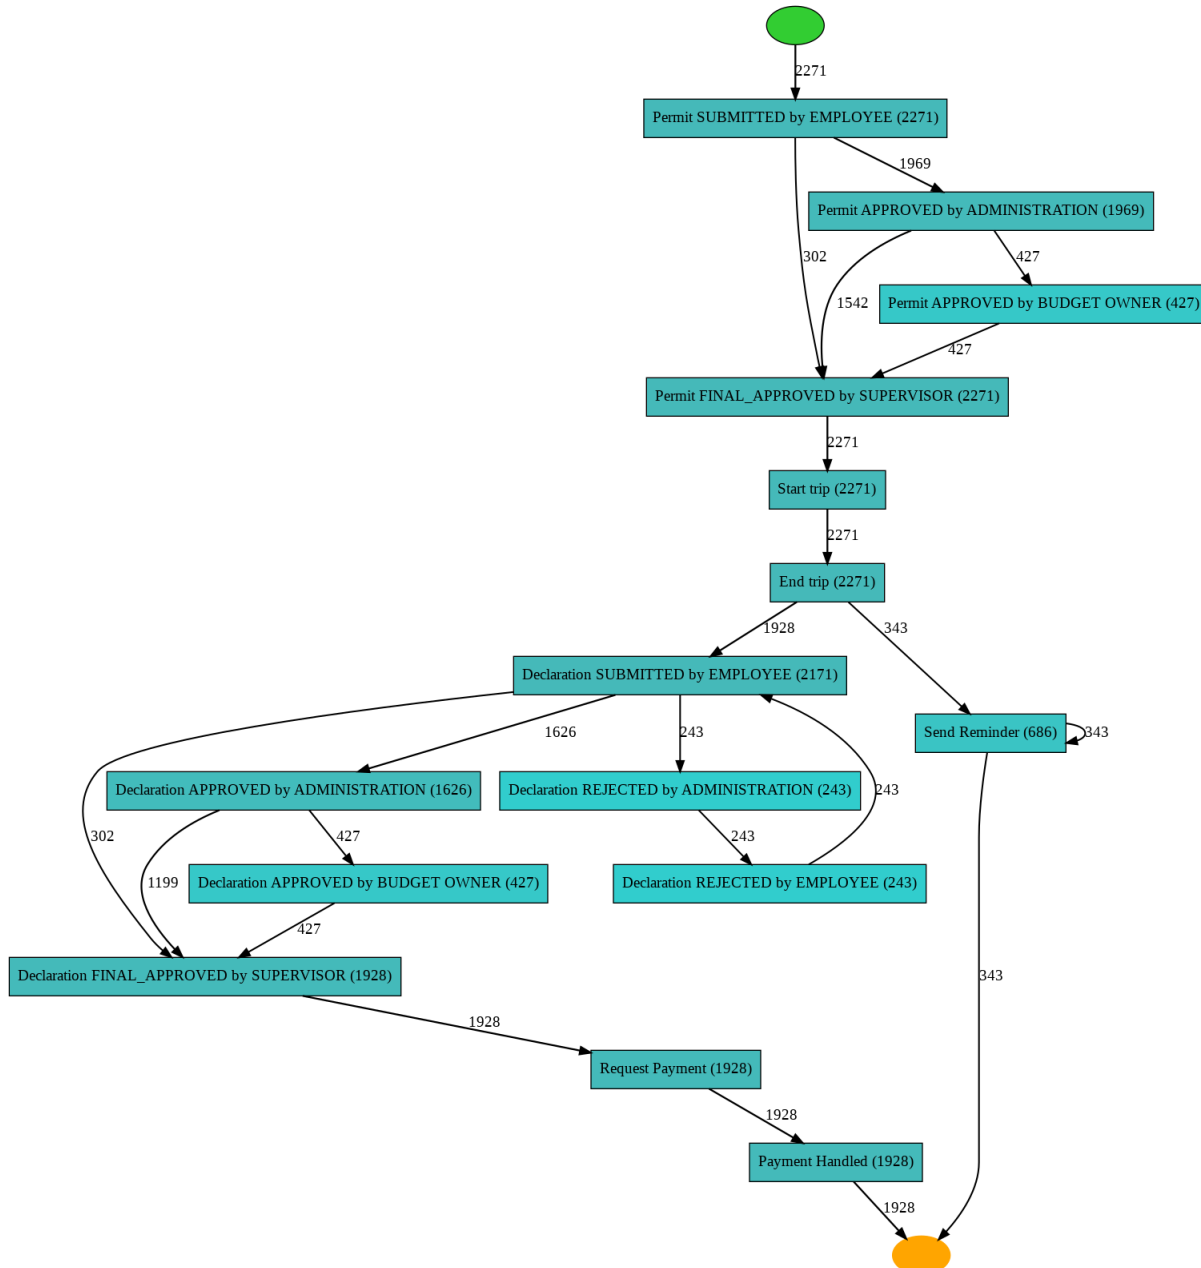 2271
Permit SUBMITTED by EMPLOYEE (2271)
1969
Permit APPROVED by ADMINISTRATION (1969)
302
427
Permit APPROVED by BUDGET OWNER (427)
1542
427
Permit FINAL_APPROVED by SUPERVISOR (2271)
2271
Start trip (2271)
2271
End trip (2271)
1928
343
Declaration SUBMITTED by EMPLOYEE (2171)
1626
243
Send Reminder (686)
343
Declaration APPROVED by ADMINISTRATION (1626)
Declaration REJECTED by ADMINISTRATION (243)
243
302
427
243
1199
Declaration APPROVED by BUDGET OWNER (427)
Declaration REJECTED by EMPLOYEE (243)
427
Declaration FINAL_APPROVED by SUPERVISOR (1928)
343
1928
Request Payment (1928)
1928
Payment Handled (1928)
1928